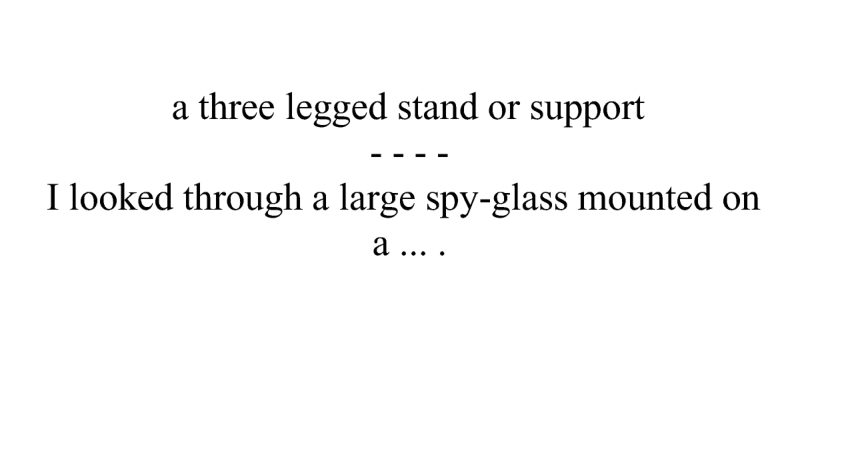 a three legged stand or support
- - - -
I looked through a large spy-glass mounted on
a ... .